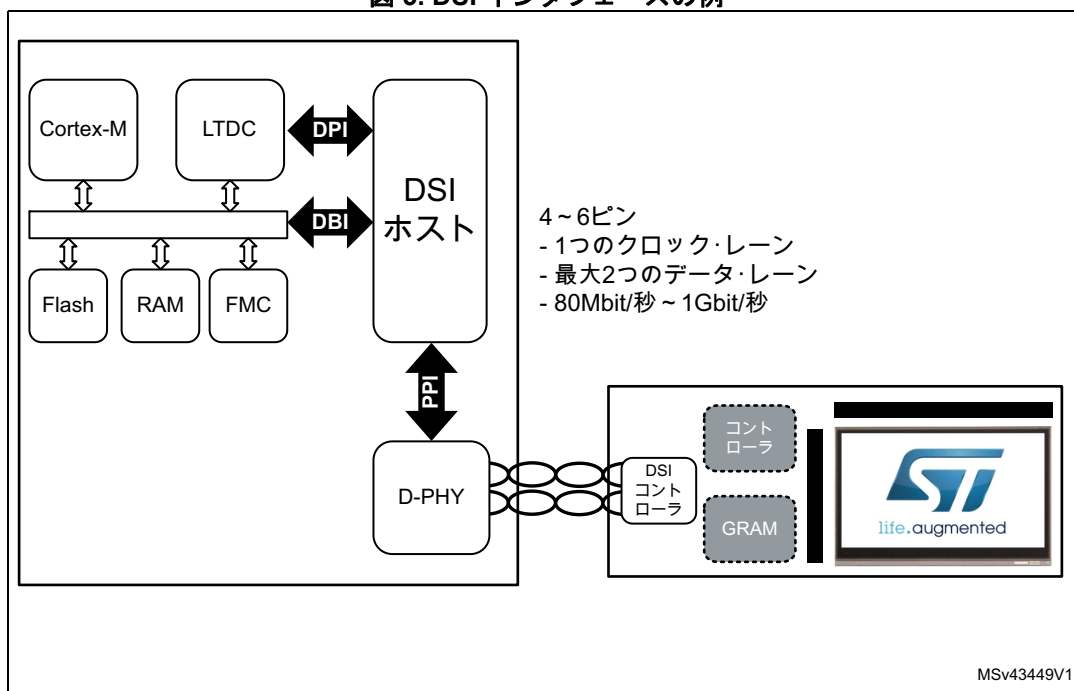 Cortex-M
LTDC
DPI
DSI
ホスト
DBI
Flash
RAM
FMC
4~6ピン
- 1つのクロック・レーン
- 最大2つのデータ・レーン
- 80Mbit/秒~1Gbit/秒
PPI
D-PHY
DSI
コント
ローラ
コント
ローラ
GRAM
ST
life.augmented
MSv43449V1